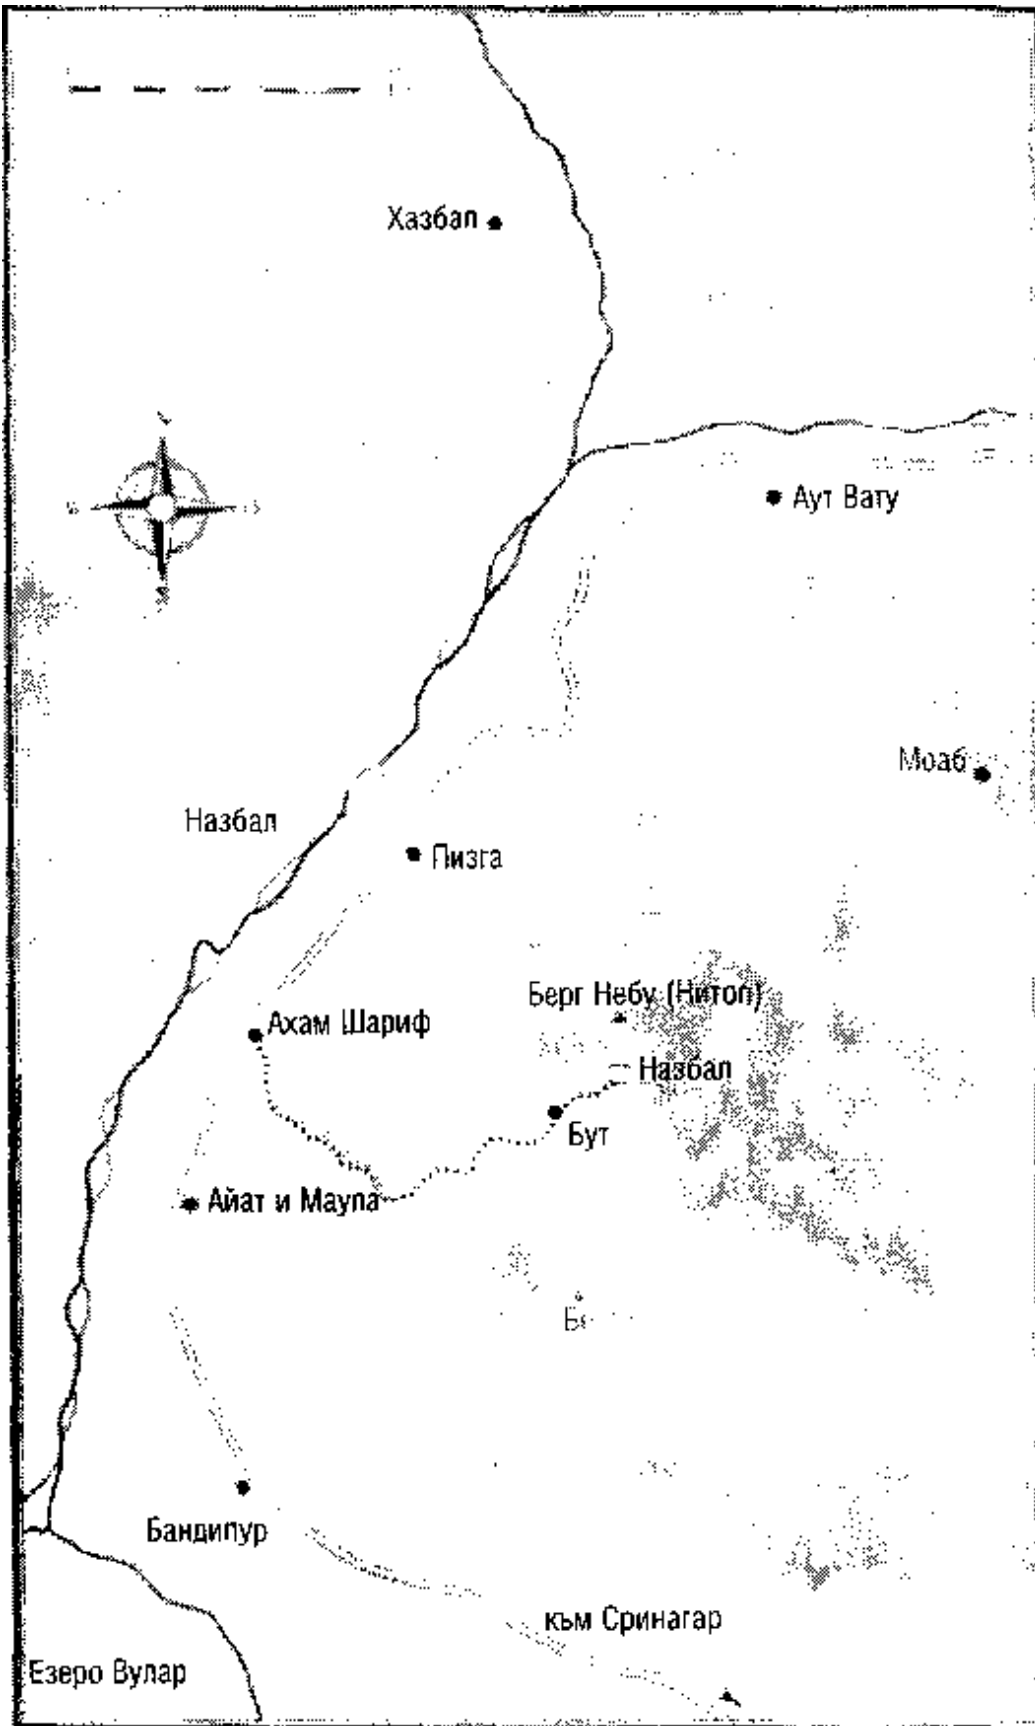 Хазбал
Аут Вату
Моаб
Назбал
Пизга
Берг Небу (Нитоп)
Ахам Шариф
Назбал
Бут
Айат и Маупа
Бандипур
към Сринагар
Езеро Вулар